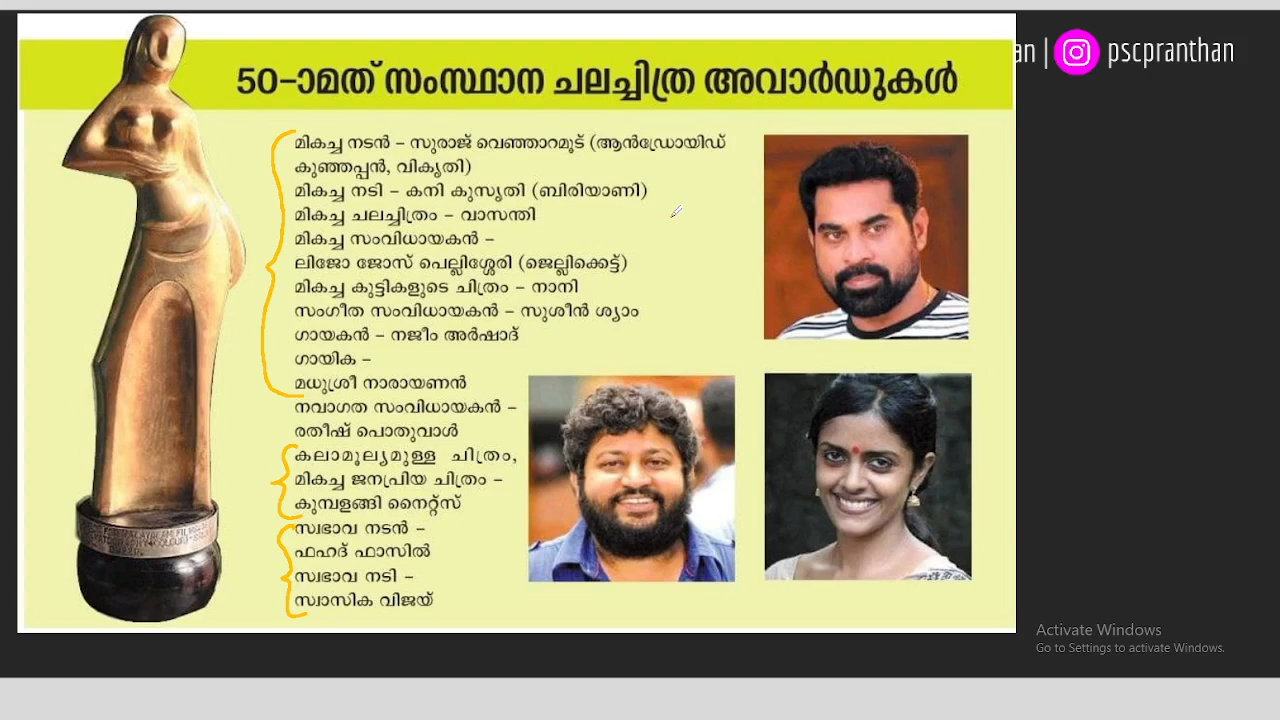 an | pscpranthan
50-ാമത് സംസ്ഥാന ചലച്ചിത്ര അവാർഡുകൾ
മികച്ച നടൻ – സുരാജ് വെഞ്ഞാറമൂട് (ആൻഡ്രോയിഡ്
കുഞ്ഞപ്പൻ, വികൃതി)
മികച്ച നടി – കനി കുസൃതി (ബിരിയാണി)
മികച്ച ചലച്ചിത്രം – വാസന്തി
മികച്ച സംവിധായകൻ –
ലിജോ ജോസ് പെല്ലിശ്ശേരി (ജെല്ലിക്കെട്ട്)
മികച്ച കുട്ടികളുടെ ചിത്രം – നാനി
സംഗീത സംവിധായകൻ – സുശീൻ ശ്യാം
ഗായകൻ – നജീം അർഷാദ്
ഗായിക –
മധുശ്രീ നാരായണൻ
നവാഗത സംവിധായകൻ –
രതീഷ് പൊതുവാൾ
കലാമൂല്യമുള്ള ചിത്രം,
മികച്ച ജനപ്രിയ ചിത്രം –
കുമ്പളങ്ങി നൈറ്റ്സ്
സ്വഭാവ നടൻ –
ഫഹദ് ഫാസിൽ
സ്വഭാവ നടി –
സ്വാസിക വിജയ്
Activate Windows
Go to Settings to activate Windows.